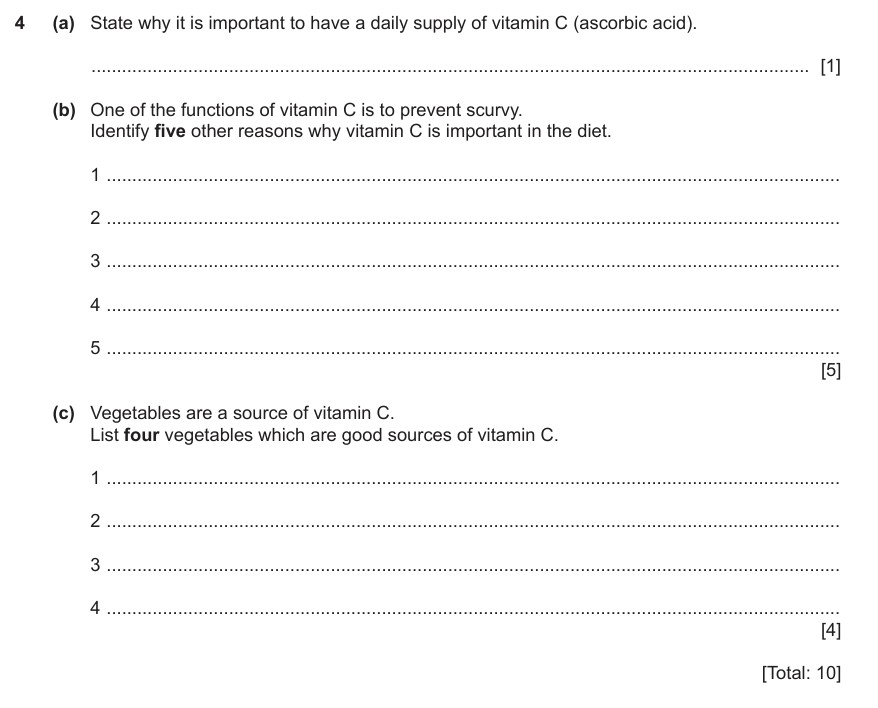 4 (a) State why it is important to have a daily supply of vitamin C (ascorbic acid).
.............................................................................................................................................. [1]
(b) One of the functions of vitamin C is to prevent scurvy.
Identify five other reasons why vitamin C is important in the diet.
1 ..................................................................................................................................................
2 ..................................................................................................................................................
3 ..................................................................................................................................................
4 ..................................................................................................................................................
5 ..................................................................................................................................................
[5]
(c) Vegetables are a source of vitamin C.
List four vegetables which are good sources of vitamin C.
1 ..................................................................................................................................................
2 ..................................................................................................................................................
3 ..................................................................................................................................................
4 ..................................................................................................................................................
[4]
[Total: 10]